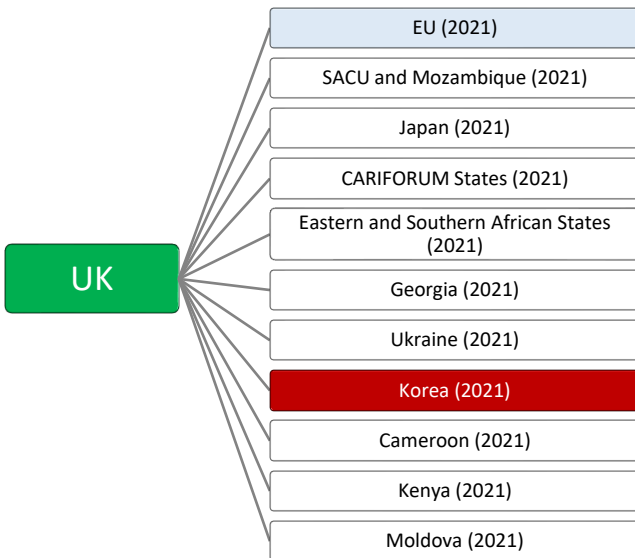 EU (2021)
SACU and Mozambique (2021)
Japan (2021)
CARIFORUM States (2021)
Eastern and Southern African States
(2021)
UK
Georgia (2021)
Ukraine (2021)
Korea (2021)
Cameroon (2021)
Kenya (2021)
Moldova (2021)